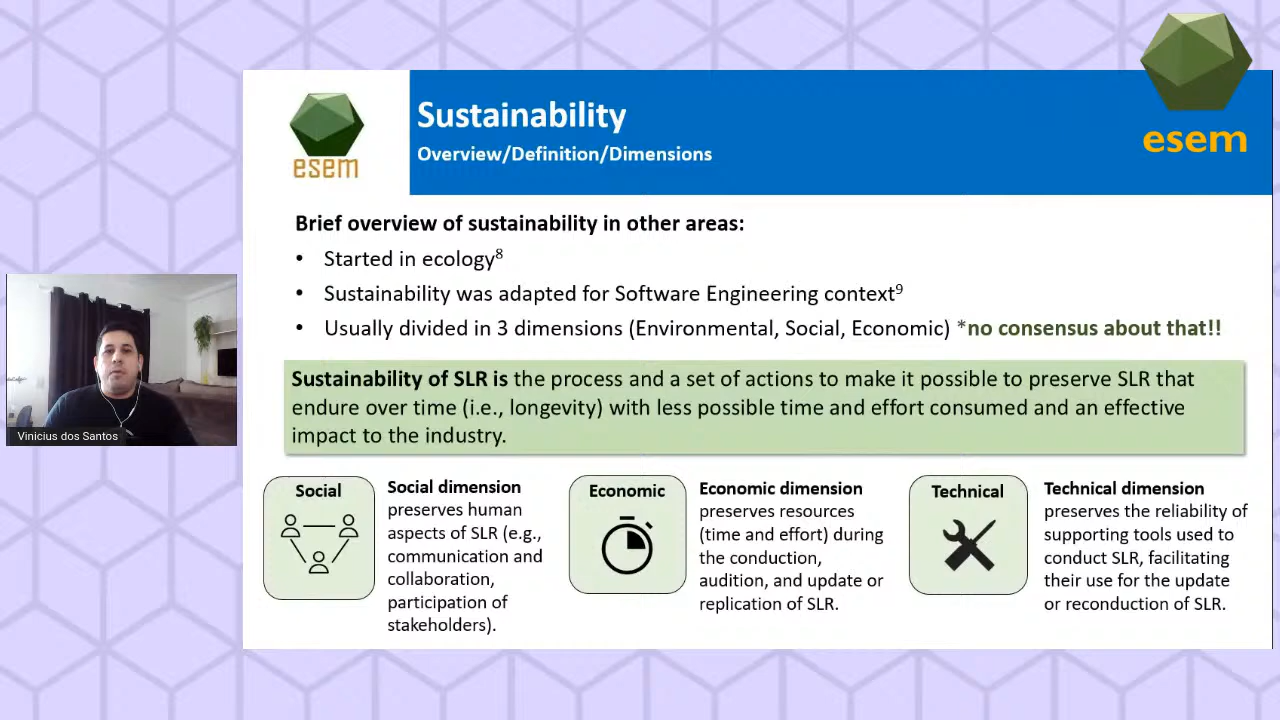 esem
esem
Sustainability
Overview/Definition/Dimensions
Brief overview of sustainability in other areas:
• Started in ecology⁸
• Sustainability was adapted for Software Engineering context⁹
• Usually divided in 3 dimensions (Environmental, Social, Economic) *no consensus about that!!
Sustainability of SLR is the process and a set of actions to make it possible to preserve SLR that
endure over time (i.e., longevity) with less possible time and effort consumed and an effective
impact to the industry.
Social
Social dimension
preserves human
aspects of SLR (e.g.,
communication and
collaboration,
participation of
stakeholders).
Economic
Economic dimension
preserves resources
(time and effort) during
the conduction,
audition, and update or
replication of SLR.
Technical
Technical dimension
preserves the reliability of
supporting tools used to
conduct SLR, facilitating
their use for the update
or reconduction of SLR.
Vinicius dos Santos